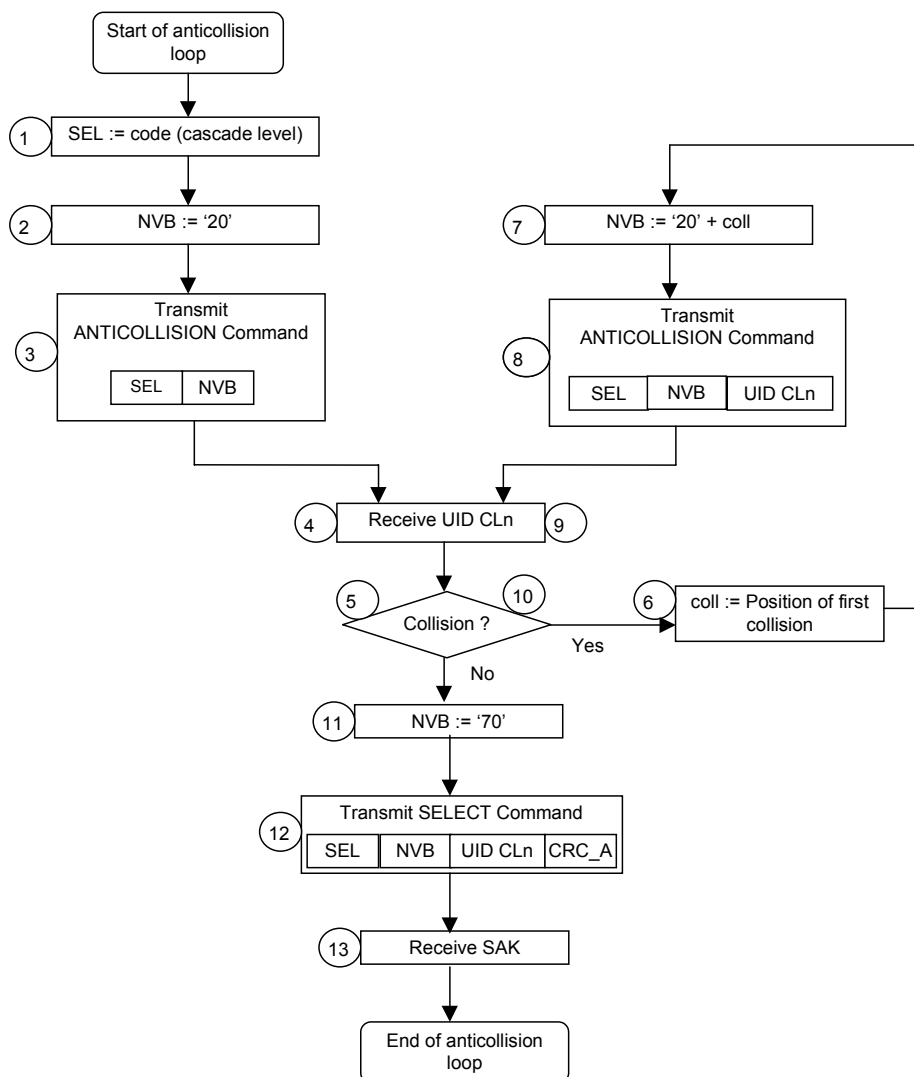 Start of anticollision
loop
1
SEL := code (cascade level)
2
NVB := ‘20’
3
Transmit
ANTICOLLISION Command
SEL
NVB
7
NVB := ‘20’ + coll
8
Transmit
ANTICOLLISION Command
SEL
NVB
UID CLn
4
Receive UID CLn
9
5
10
Collision ?
Yes
6
coll := Position of first
collision
No
11
NVB := ‘70’
12
Transmit SELECT Command
SEL
NVB
UID CLn
CRC_A
13
Receive SAK
End of anticollision
loop